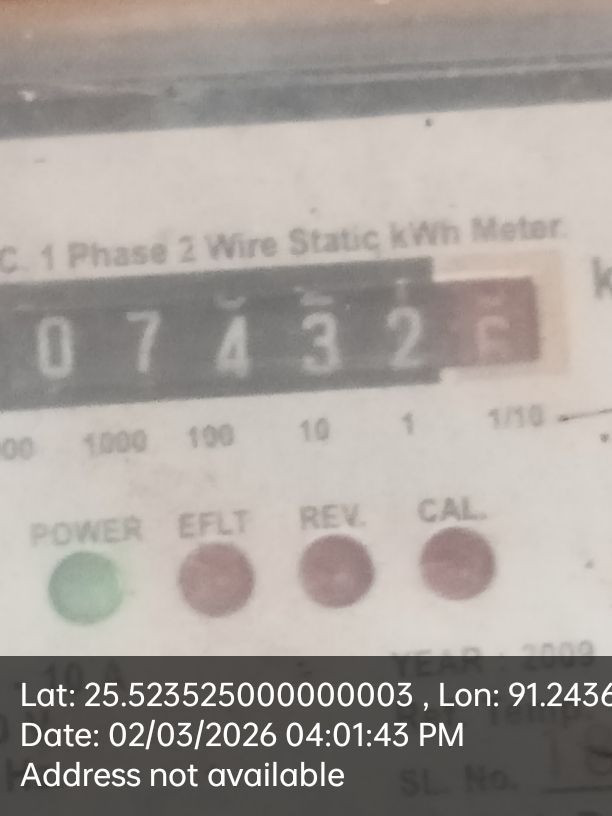 C. 1 Phase 2 Wire Static kWh Meter.
k
0 7 4 3 2
00 1000 100 10 1 1/10
POWER EFLT REV. CAL.
YEAR : 2009
Lat: 25.523525000000003 , Lon: 91.2436
Date: 02/03/2026 04:01:43 PM
Address not available
SL. No.